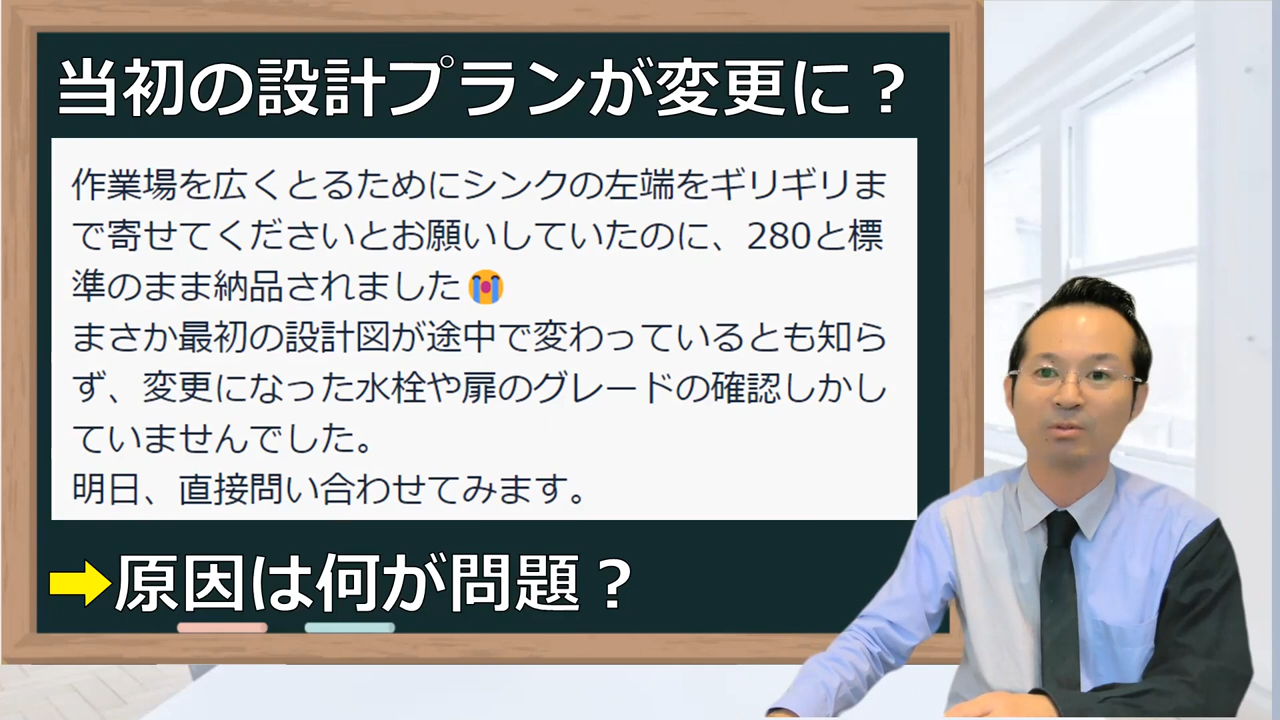 当初の設計プランが変更に？
作業場を広くとるためにシンクの左端をギリギリま
で寄せてくださいとお願いしていたのに、280と標
準のまま納品されました😭
まさか最初の設計図が途中で変わっているとも知ら
ず、変更になった水栓や扉のグレードの確認しかし
ていませんでした。
明日、直接問い合わせてみます。
➡原因は何が問題？